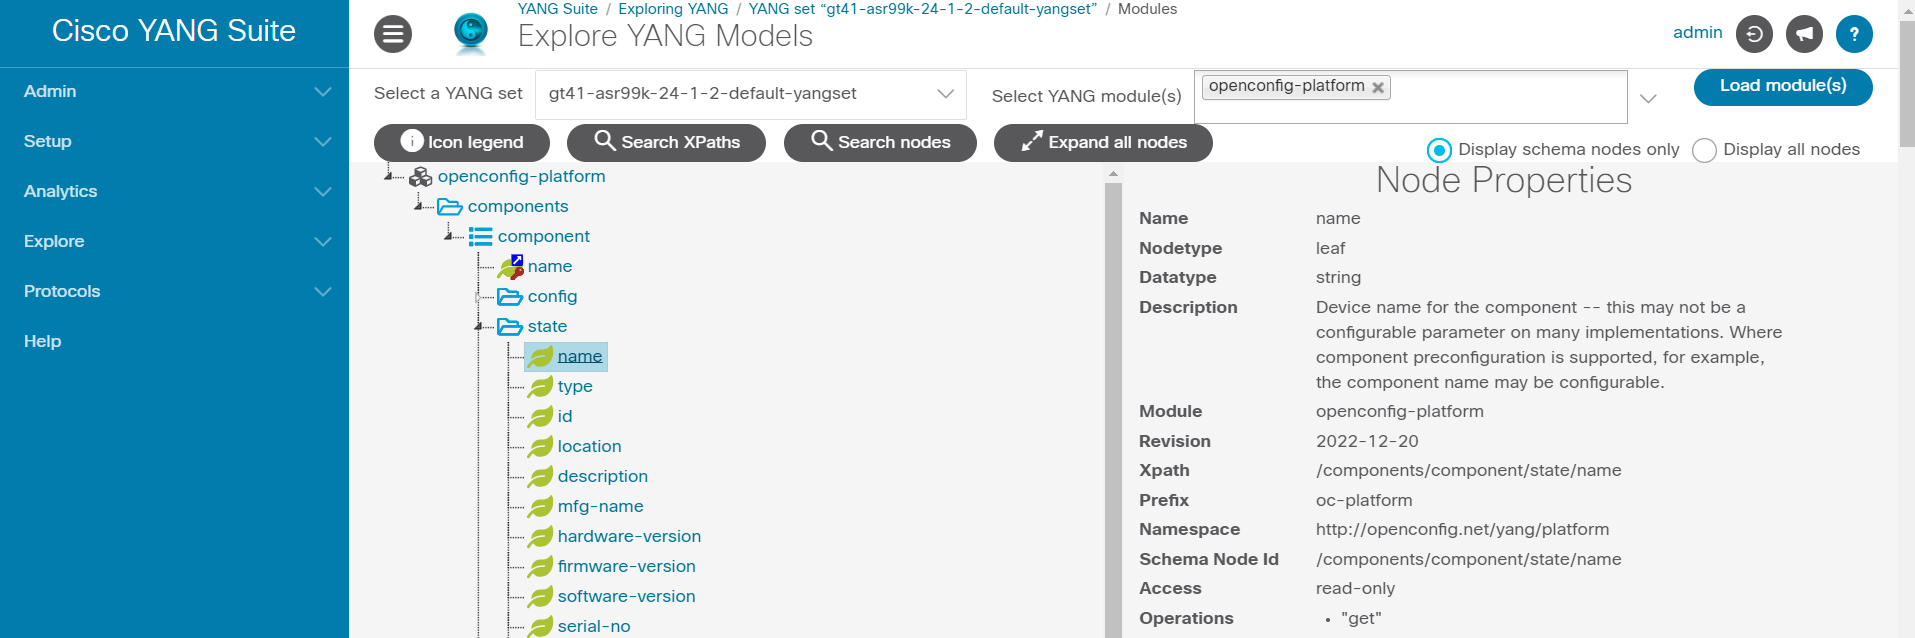 Cisco YANG Suite
Admin
Setup
Analytics
Explore
Protocols
Help
YANG Suite / Exploring YANG / YANG set “gt41-asr99k-24-1-2-default-yangset” / Modules
Explore YANG Models
admin
?
Select a YANG set
gt41-asr99k-24-1-2-default-yangset
Select YANG module(s)
openconfig-platform
Load module(s)
i Icon legend
Search XPaths
Search nodes
Expand all nodes
Display schema nodes only
Display all nodes
openconfig-platform
components
component
name
config
state
name
type
id
location
description
mfg-name
hardware-version
firmware-version
software-version
serial-no
Node Properties
Name name
Nodetype leaf
Datatype string
Description Device name for the component -- this may not be a
configurable parameter on many implementations. Where
component preconfiguration is supported, for example,
the component name may be configurable.
Module openconfig-platform
Revision 2022-12-20
Xpath /components/component/state/name
Prefix oc-platform
Namespace http://openconfig.net/yang/platform
Schema Node Id /components/component/state/name
Access read-only
Operations • "get"